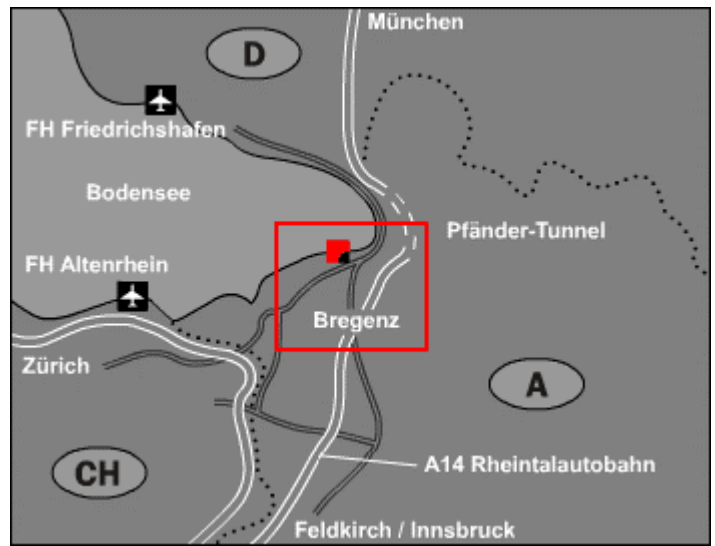 München
D
FH Friedrichshafen
Bodensee
Pfänder-Tunnel
FH Altenrhein
Bregenz
Zürich
A
CH
A14 Rheintalautobahn
Feldkirch / Innsbruck